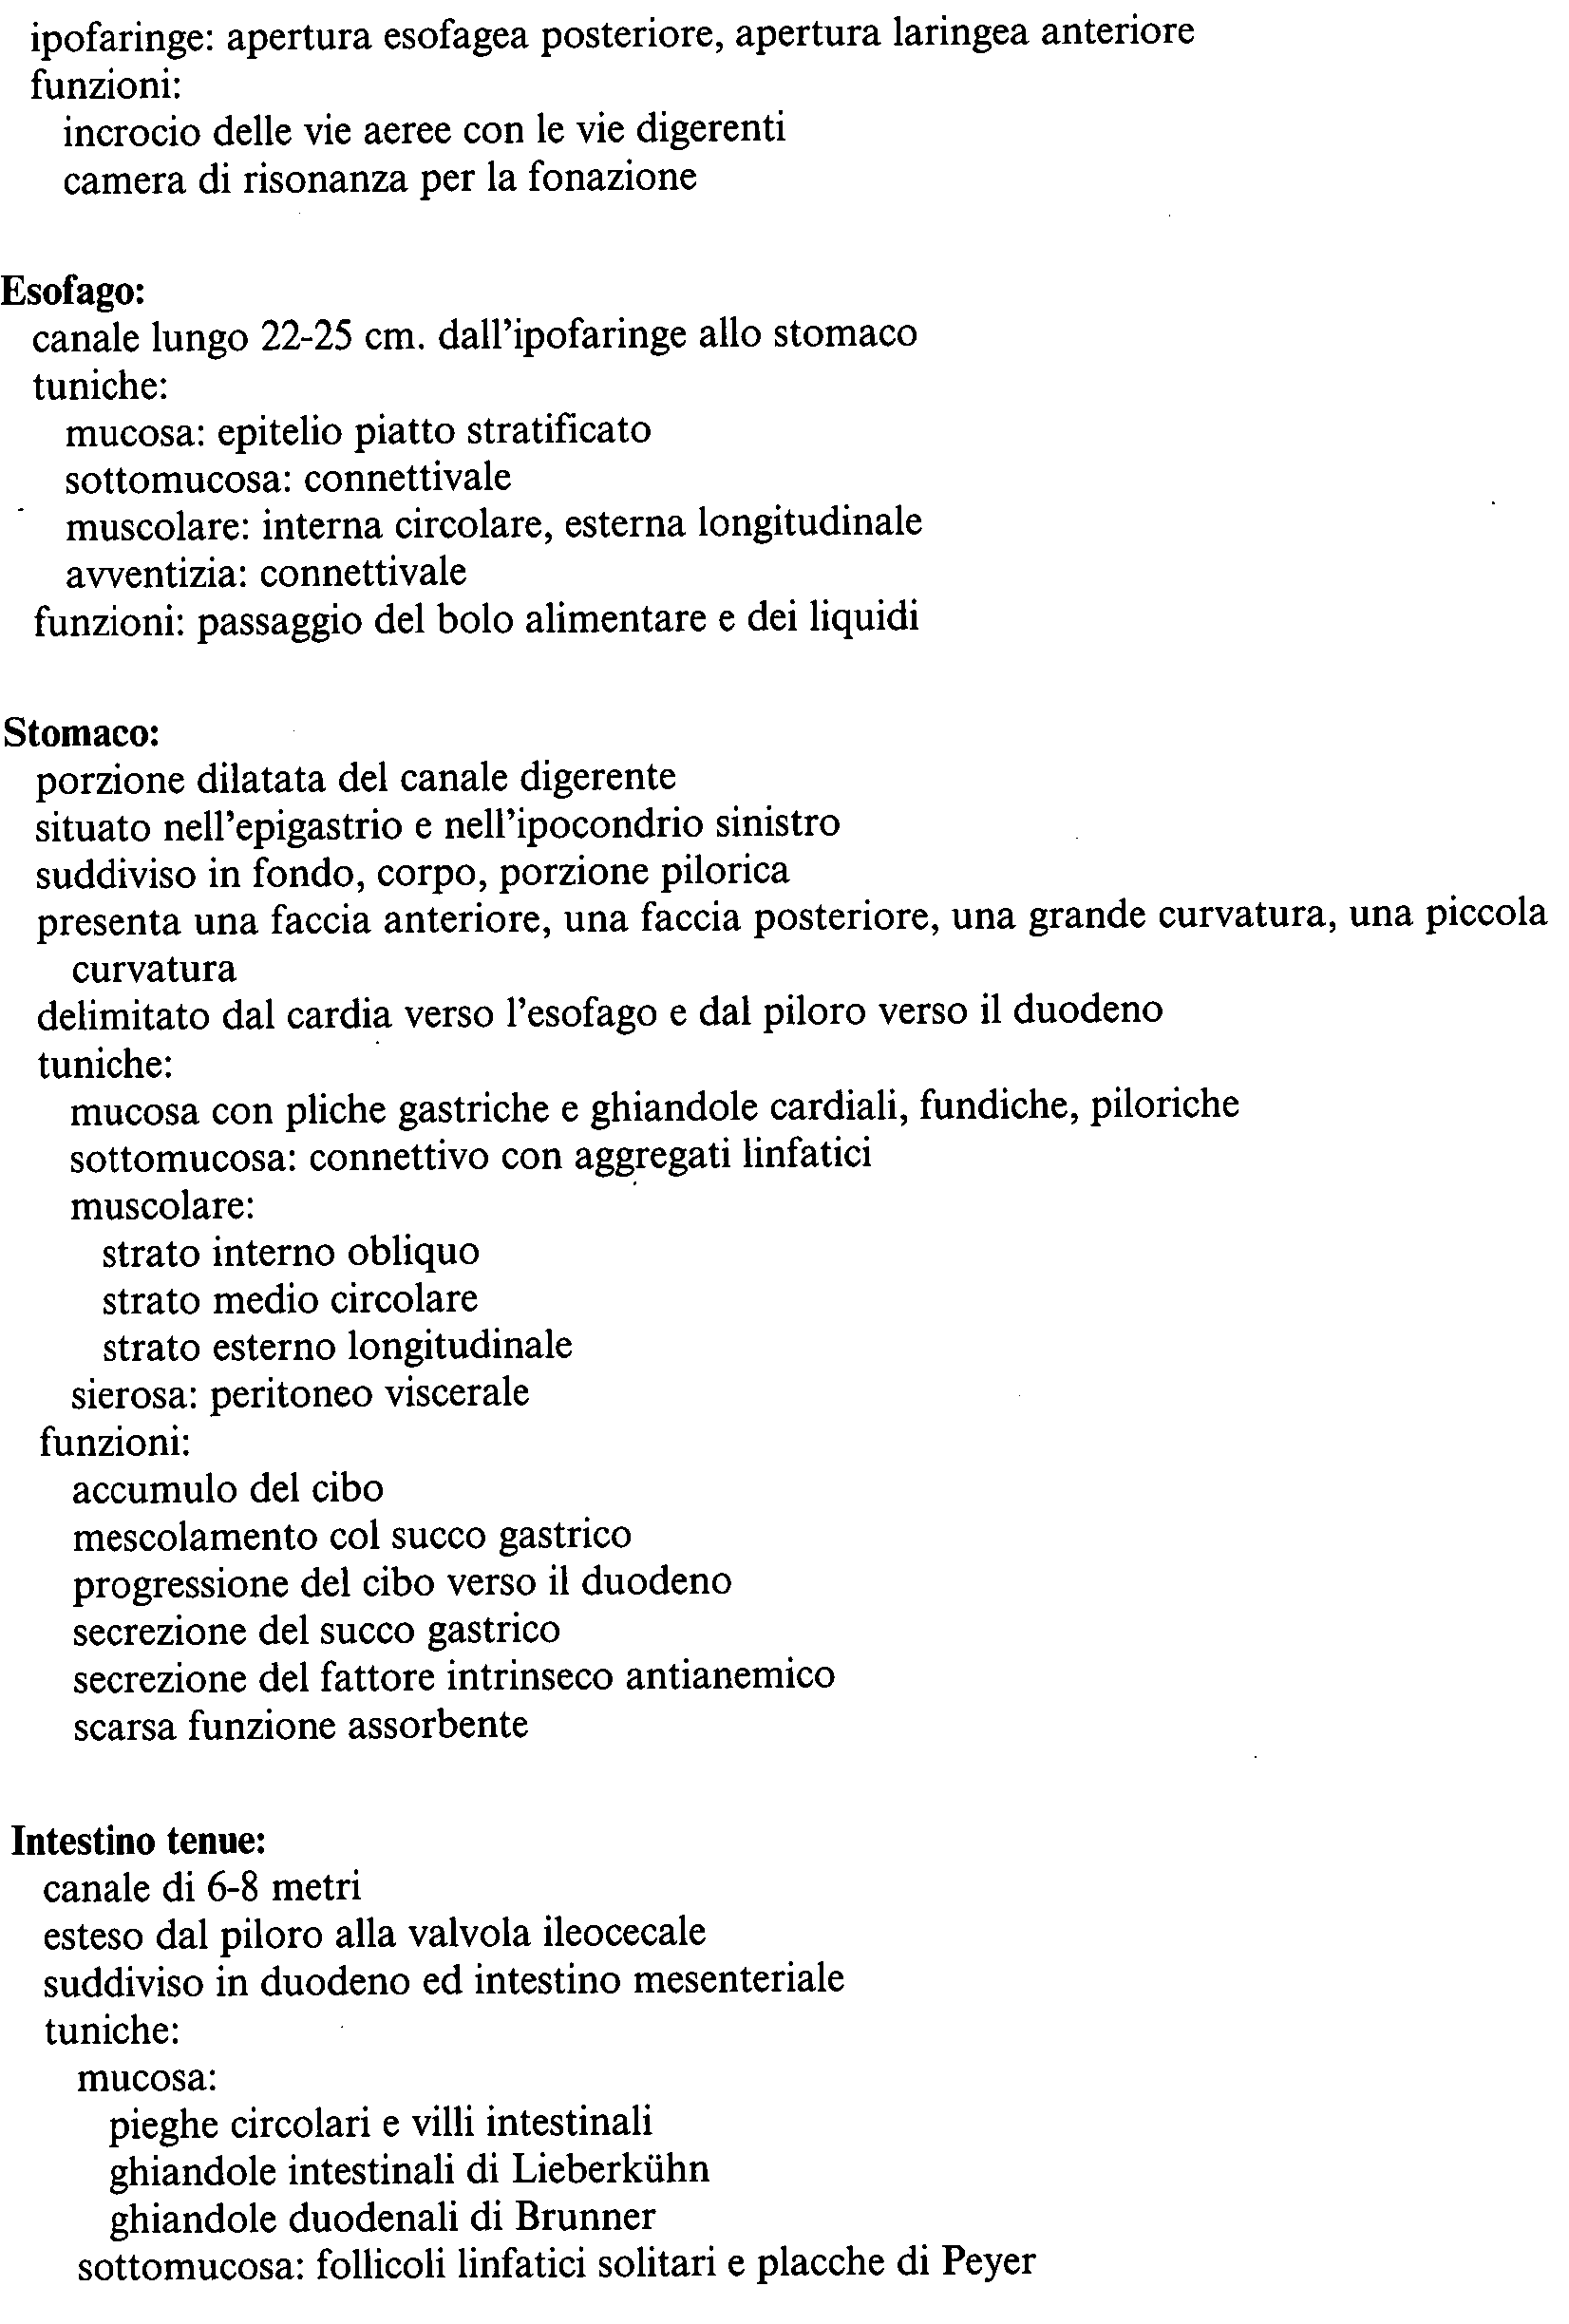 ipofaringe: apertura esofagea posteriore, apertura laringea anteriore
funzioni:
incrocio delle vie aeree con le vie digerenti
camera di risonanza per la fonazione
Esofago:
canale lungo 22-25 cm. dall'ipofaringe allo stomaco
tuniche:
mucosa: epitelio piatto stratificato
sottomucosa: connettivale
muscolare: interna circolare, esterna longitudinale
avventizia: connettivale
funzioni: passaggio del bolo alimentare e dei liquidi
Stomaco:
porzione dilatata del canale digerente
situato nell'epigastrio e nell'ipocondrio sinistro
suddiviso in fondo, corpo, porzione pilorica
presenta una faccia anteriore, una faccia posteriore, una grande curvatura, una piccola
curvatura
delimitato dal cardia verso l'esofago e dal piloro verso il duodeno
tuniche:
mucosa con pliche gastriche e ghiandole cardiali, fundiche, piloriche
sottomucosa: connettivo con aggregati linfatici
muscolare:
strato interno obliquo
strato medio circolare
strato esterno longitudinale
sierosa: peritoneo viscerale
funzioni:
accumulo del cibo
mescolamento col succo gastrico
progressione del cibo verso il duodeno
secrezione del succo gastrico
secrezione del fattore intrinseco antianemico
scarsa funzione assorbente
Intestino tenue:
canale di 6-8 metri
esteso dal piloro alla valvola ileocecale
suddiviso in duodeno ed intestino mesenteriale
tuniche:
mucosa:
pieghe circolari e villi intestinali
ghiandole intestinali di Lieberkühn
ghiandole duodenali di Brunner
sottomucosa: follicoli linfatici solitari e placche di Peyer